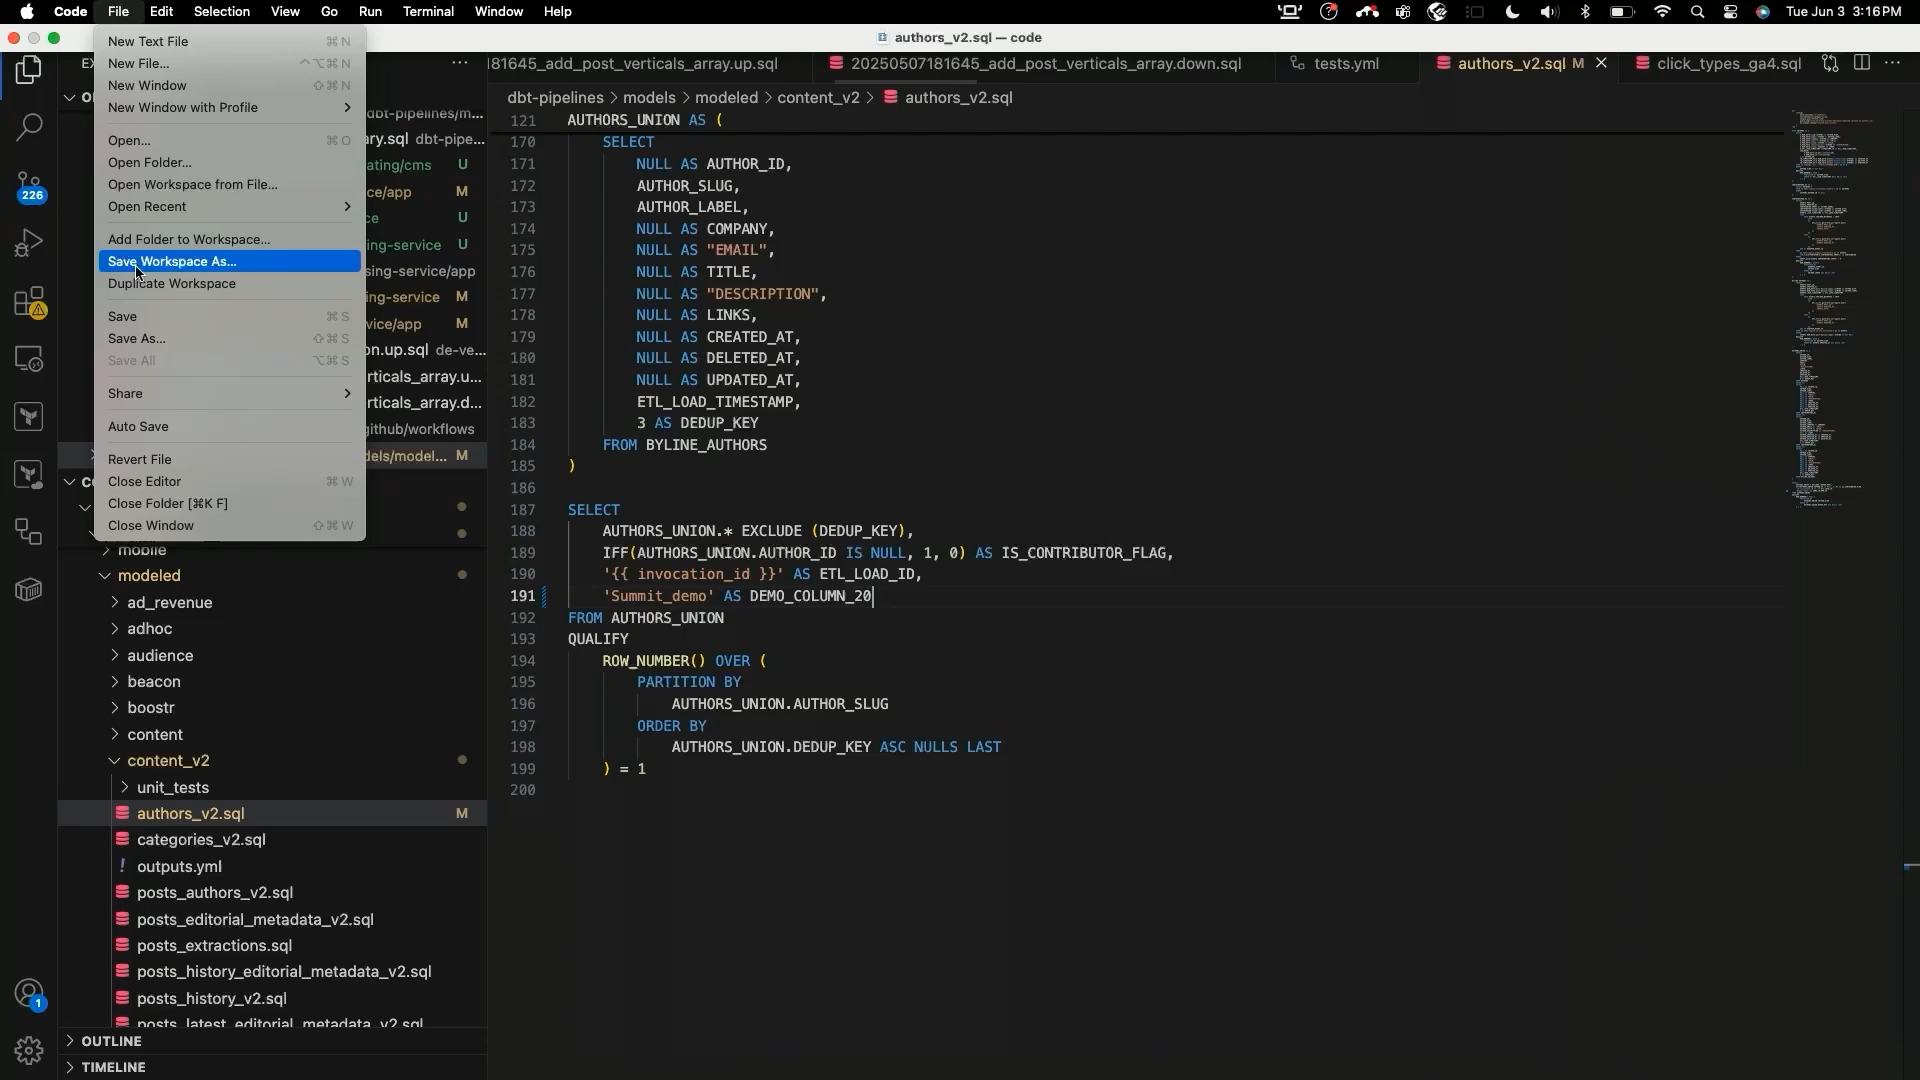 Code File Edit Selection View Go Run Terminal Window Help Tue Jun 3 3:16 PM
authors_v2.sql — code
New Text File ⌘N
New File... ^⌥⌘N
New Window ⇧⌘N
New Window with Profile
Open... ⌘O
Open Folder...
Open Workspace from File...
Open Recent
Add Folder to Workspace...
Save Workspace As...
Duplicate Workspace
Save ⌘S
Save As... ⇧⌘S
Save All ⌥⌘S
Share
Auto Save
Revert File
Close Editor ⌘W
Close Folder [⌘K F]
Close Window ⇧⌘W
226
1
dbt-pipelines/m...
ary.sql dbt-pipe...
ating/cms U
ce/app M
ce U
ing-service U
sing-service/app
ing-service M
vice/app M
on.up.sql de-ve...
rticals_array.u...
rticals_array.d...
github/workflows
dels/model... M
mobile
modeled
ad_revenue
adhoc
audience
beacon
boostr
content
content_v2
unit_tests
authors_v2.sql M
categories_v2.sql
! outputs.yml
posts_authors_v2.sql
posts_editorial_metadata_v2.sql
posts_extractions.sql
posts_history_editorial_metadata_v2.sql
posts_history_v2.sql
posts_latest_editorial_metadata_v2.sql
OUTLINE
TIMELINE
81645_add_post_verticals_array.up.sql 20250507181645_add_post_verticals_array.down.sql tests.yml authors_v2.sql M click_types_ga4.sql
dbt-pipelines > models > modeled > content_v2 > authors_v2.sql
121 AUTHORS_UNION AS (
170 SELECT
171 NULL AS AUTHOR_ID,
172 AUTHOR_SLUG,
173 AUTHOR_LABEL,
174 NULL AS COMPANY,
175 NULL AS "EMAIL",
176 NULL AS TITLE,
177 NULL AS "DESCRIPTION",
178 NULL AS LINKS,
179 NULL AS CREATED_AT,
180 NULL AS DELETED_AT,
181 NULL AS UPDATED_AT,
182 ETL_LOAD_TIMESTAMP,
183 3 AS DEDUP_KEY
184 FROM BYLINE_AUTHORS
185 )
186
187 SELECT
188 AUTHORS_UNION.* EXCLUDE (DEDUP_KEY),
189 IFF(AUTHORS_UNION.AUTHOR_ID IS NULL, 1, 0) AS IS_CONTRIBUTOR_FLAG,
190 '{{ invocation_id }}' AS ETL_LOAD_ID,
191 'Summit_demo' AS DEMO_COLUMN_20
192 FROM AUTHORS_UNION
193 QUALIFY
194 ROW_NUMBER() OVER (
195 PARTITION BY
196 AUTHORS_UNION.AUTHOR_SLUG
197 ORDER BY
198 AUTHORS_UNION.DEDUP_KEY ASC NULLS LAST
199 ) = 1
200